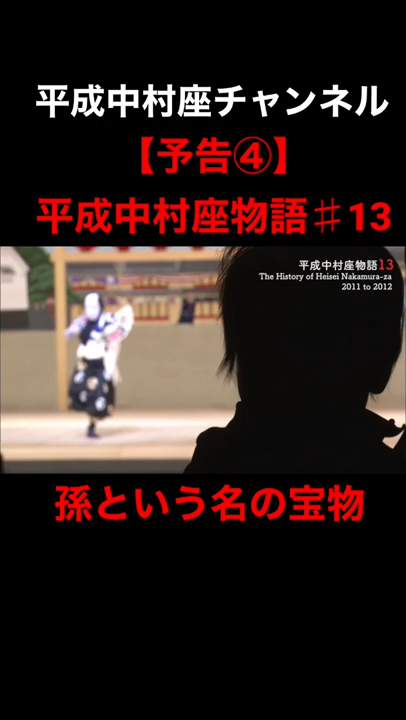 平成中村座チャンネル
【予告④】
平成中村座物語♯13
平成中村座物語13
The History of Heisei Nakamura-za
2011 to 2012
孫という名の宝物